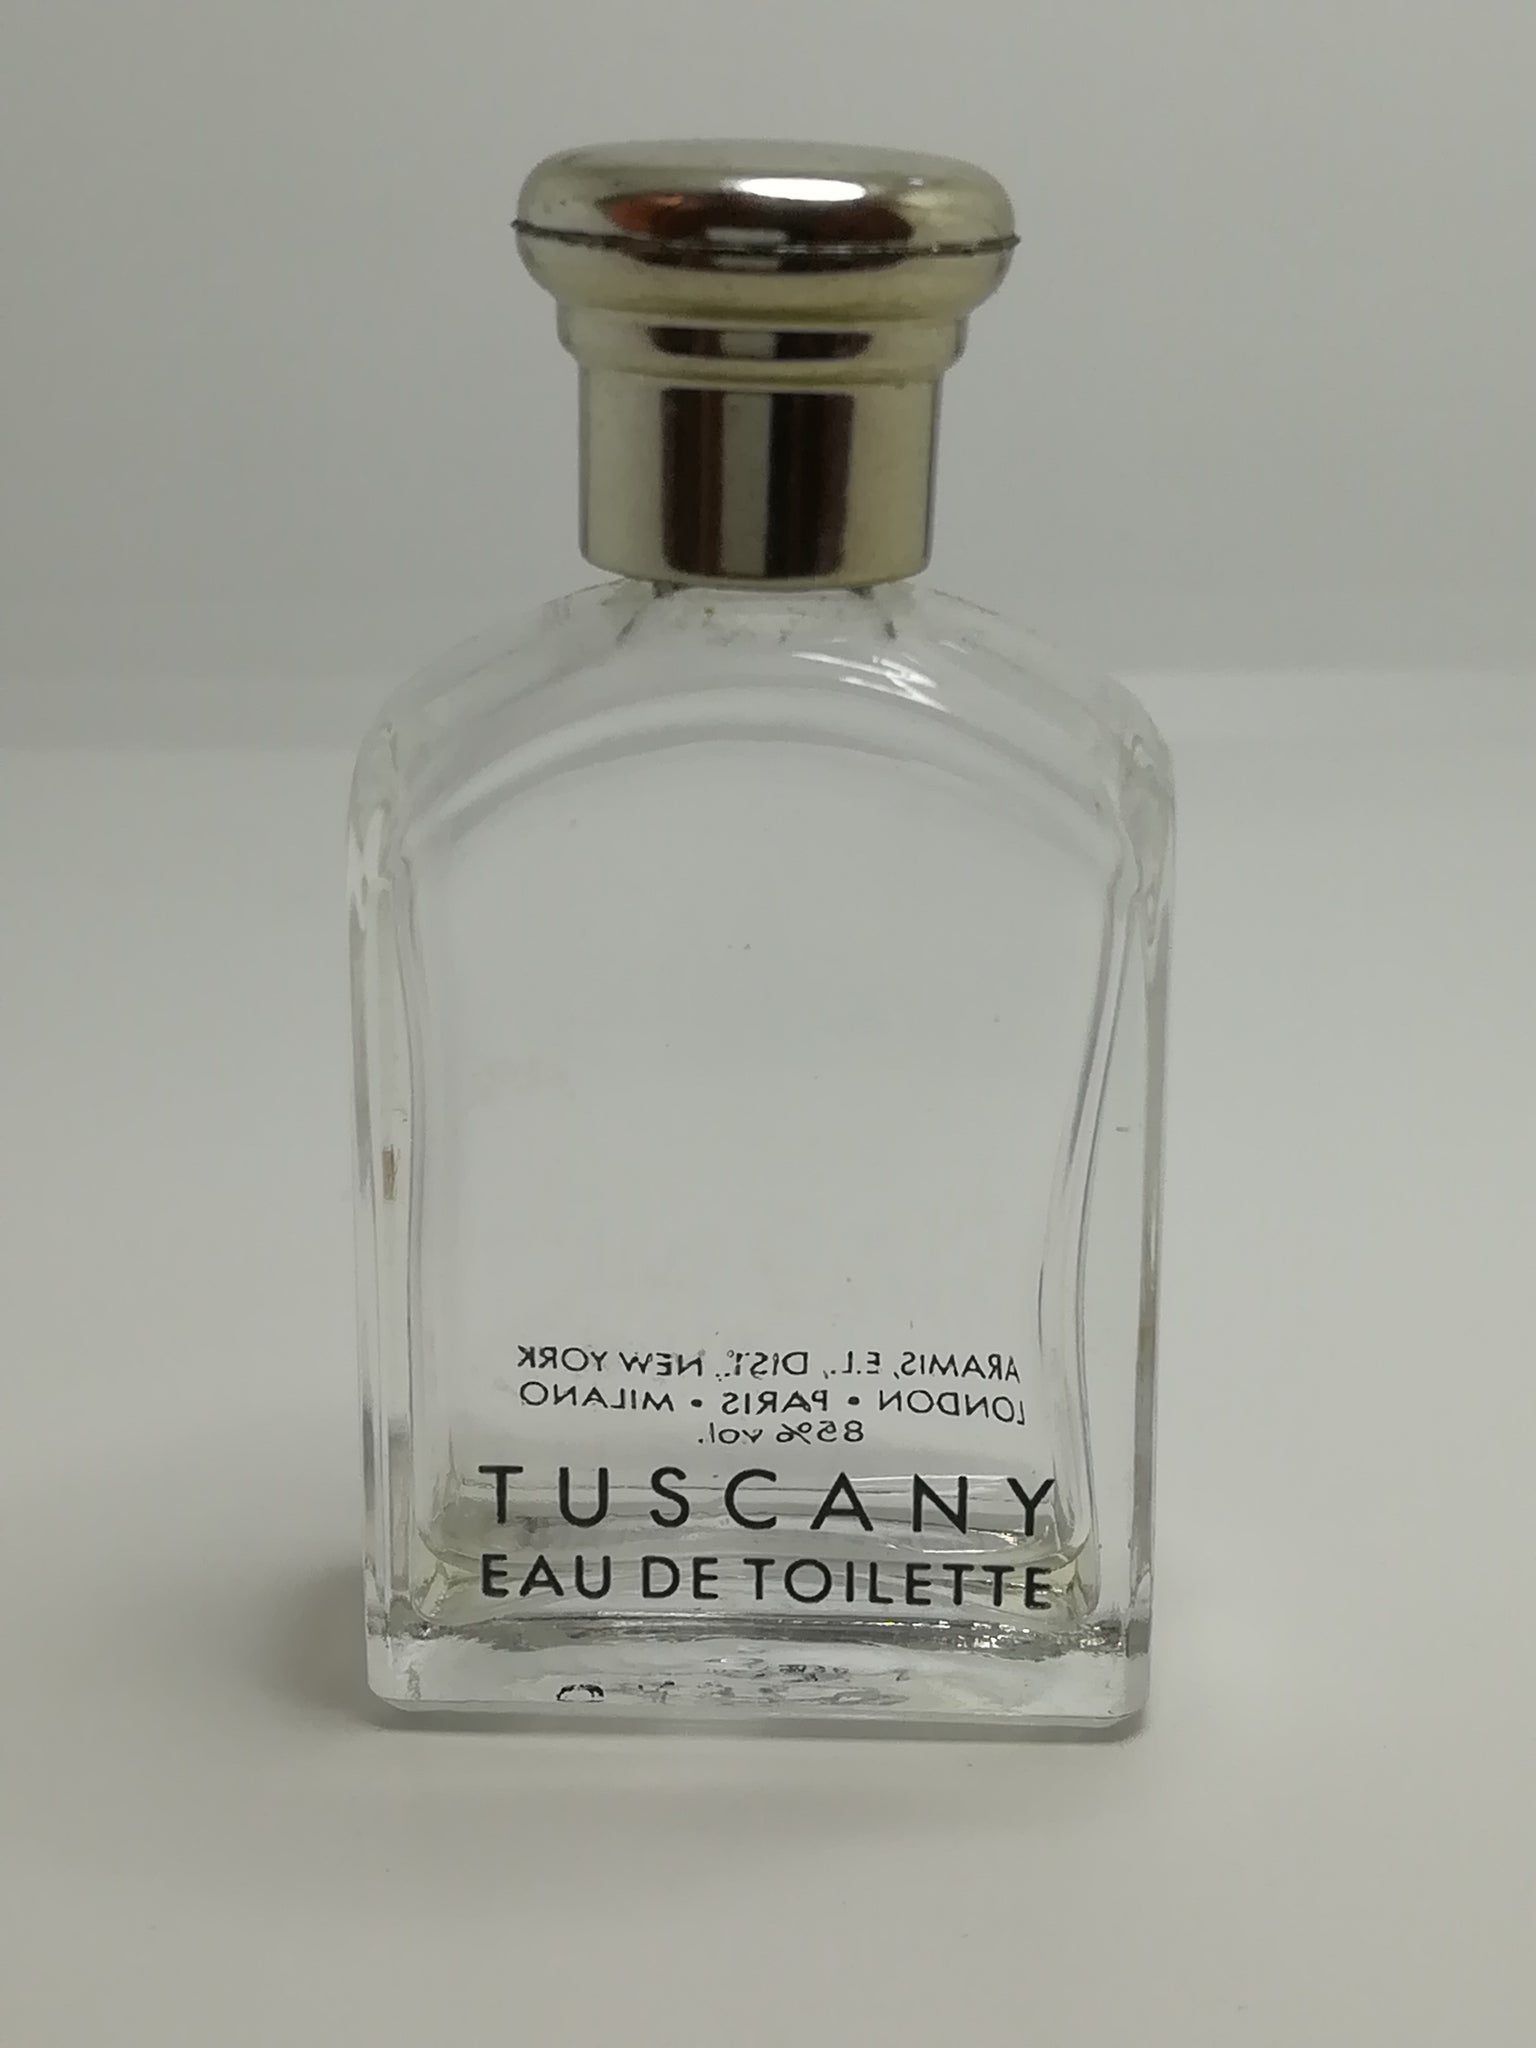 ARAMIS, E.L., DIST., NEW YORK
LONDON • PARIS • MILANO
85% vol.
TUSCANY
EAU DE TOILETTE